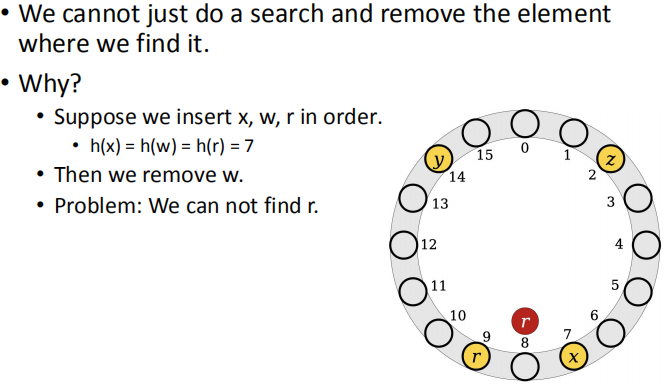 • We cannot just do a search and remove the element
where we find it.
• Why?
• Suppose we insert x, w, r in order.
• h(x) = h(w) = h(r) = 7
• Then we remove w.
• Problem: We can not find r.
0
1
z
2
3
4
5
6
7
x
8
r
9
r
10
11
12
13
14
y
15